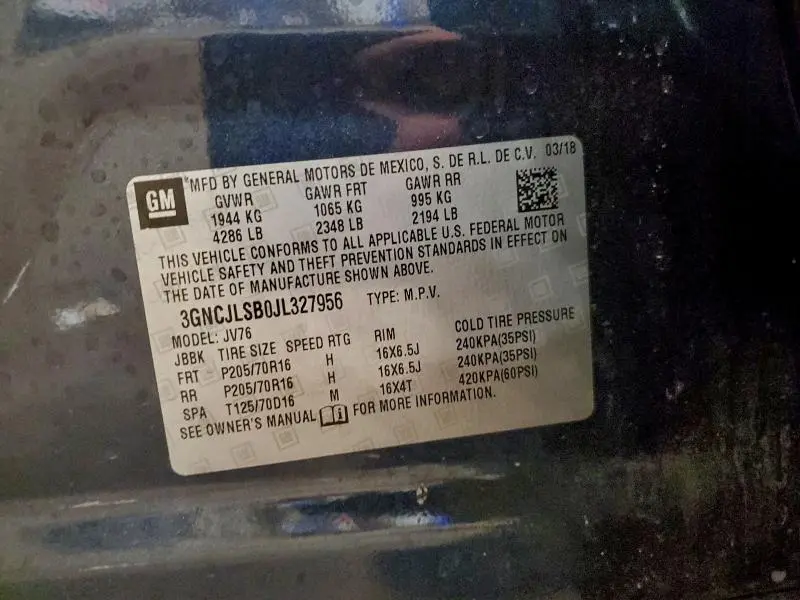 GM
MFD BY GENERAL MOTORS DE MEXICO, S. DE R.L. DE C.V. 03/18
GVWR GAWR FRT GAWR RR
1944 KG 1065 KG 995 KG
4286 LB 2348 LB 2194 LB
THIS VEHICLE CONFORMS TO ALL APPLICABLE U.S. FEDERAL MOTOR
VEHICLE SAFETY AND THEFT PREVENTION STANDARDS IN EFFECT ON
THE DATE OF MANUFACTURE SHOWN ABOVE.
3GNCJLSB0JL327956 TYPE: M.P.V.
MODEL: JV76
JBBK TIRE SIZE SPEED RTG RIM COLD TIRE PRESSURE
FRT P205/70R16 H 16X6.5J 240KPA(35PSI)
RR P205/70R16 H 16X6.5J 240KPA(35PSI)
SPA T125/70D16 M 16X4T 420KPA(60PSI)
SEE OWNER'S MANUAL FOR MORE INFORMATION.